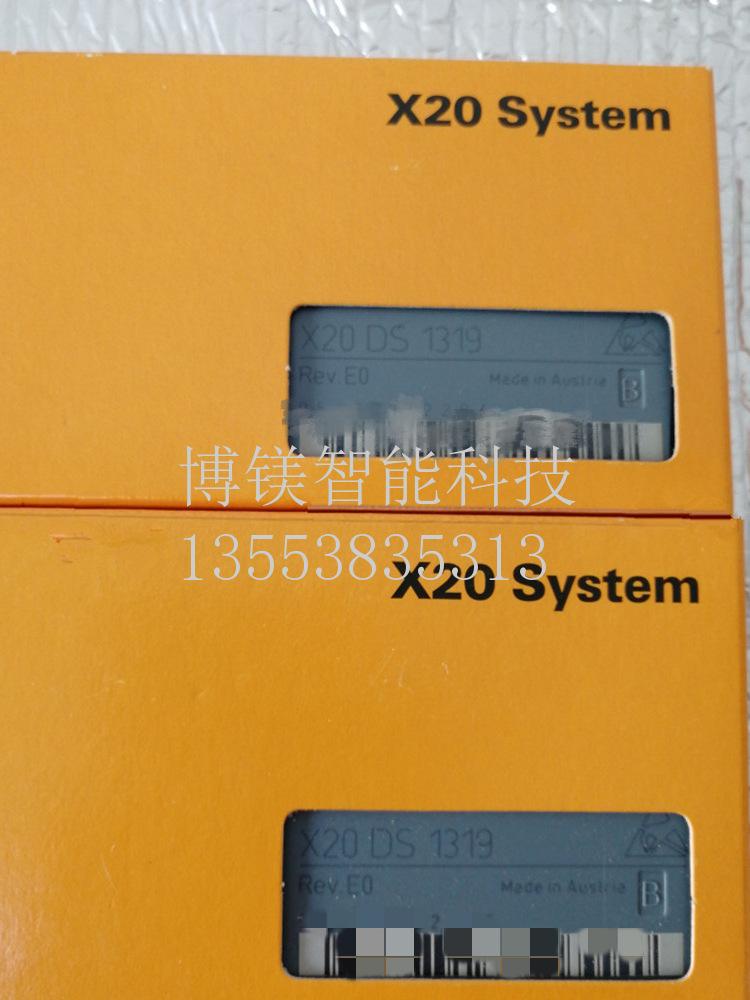 X20 System
X20 DS 1319
Rev. E0
Made in Austria
B
博镁智能科技
13553835313
X20 System
X20 DS 1319
Rev. E0
Made in Austria
B